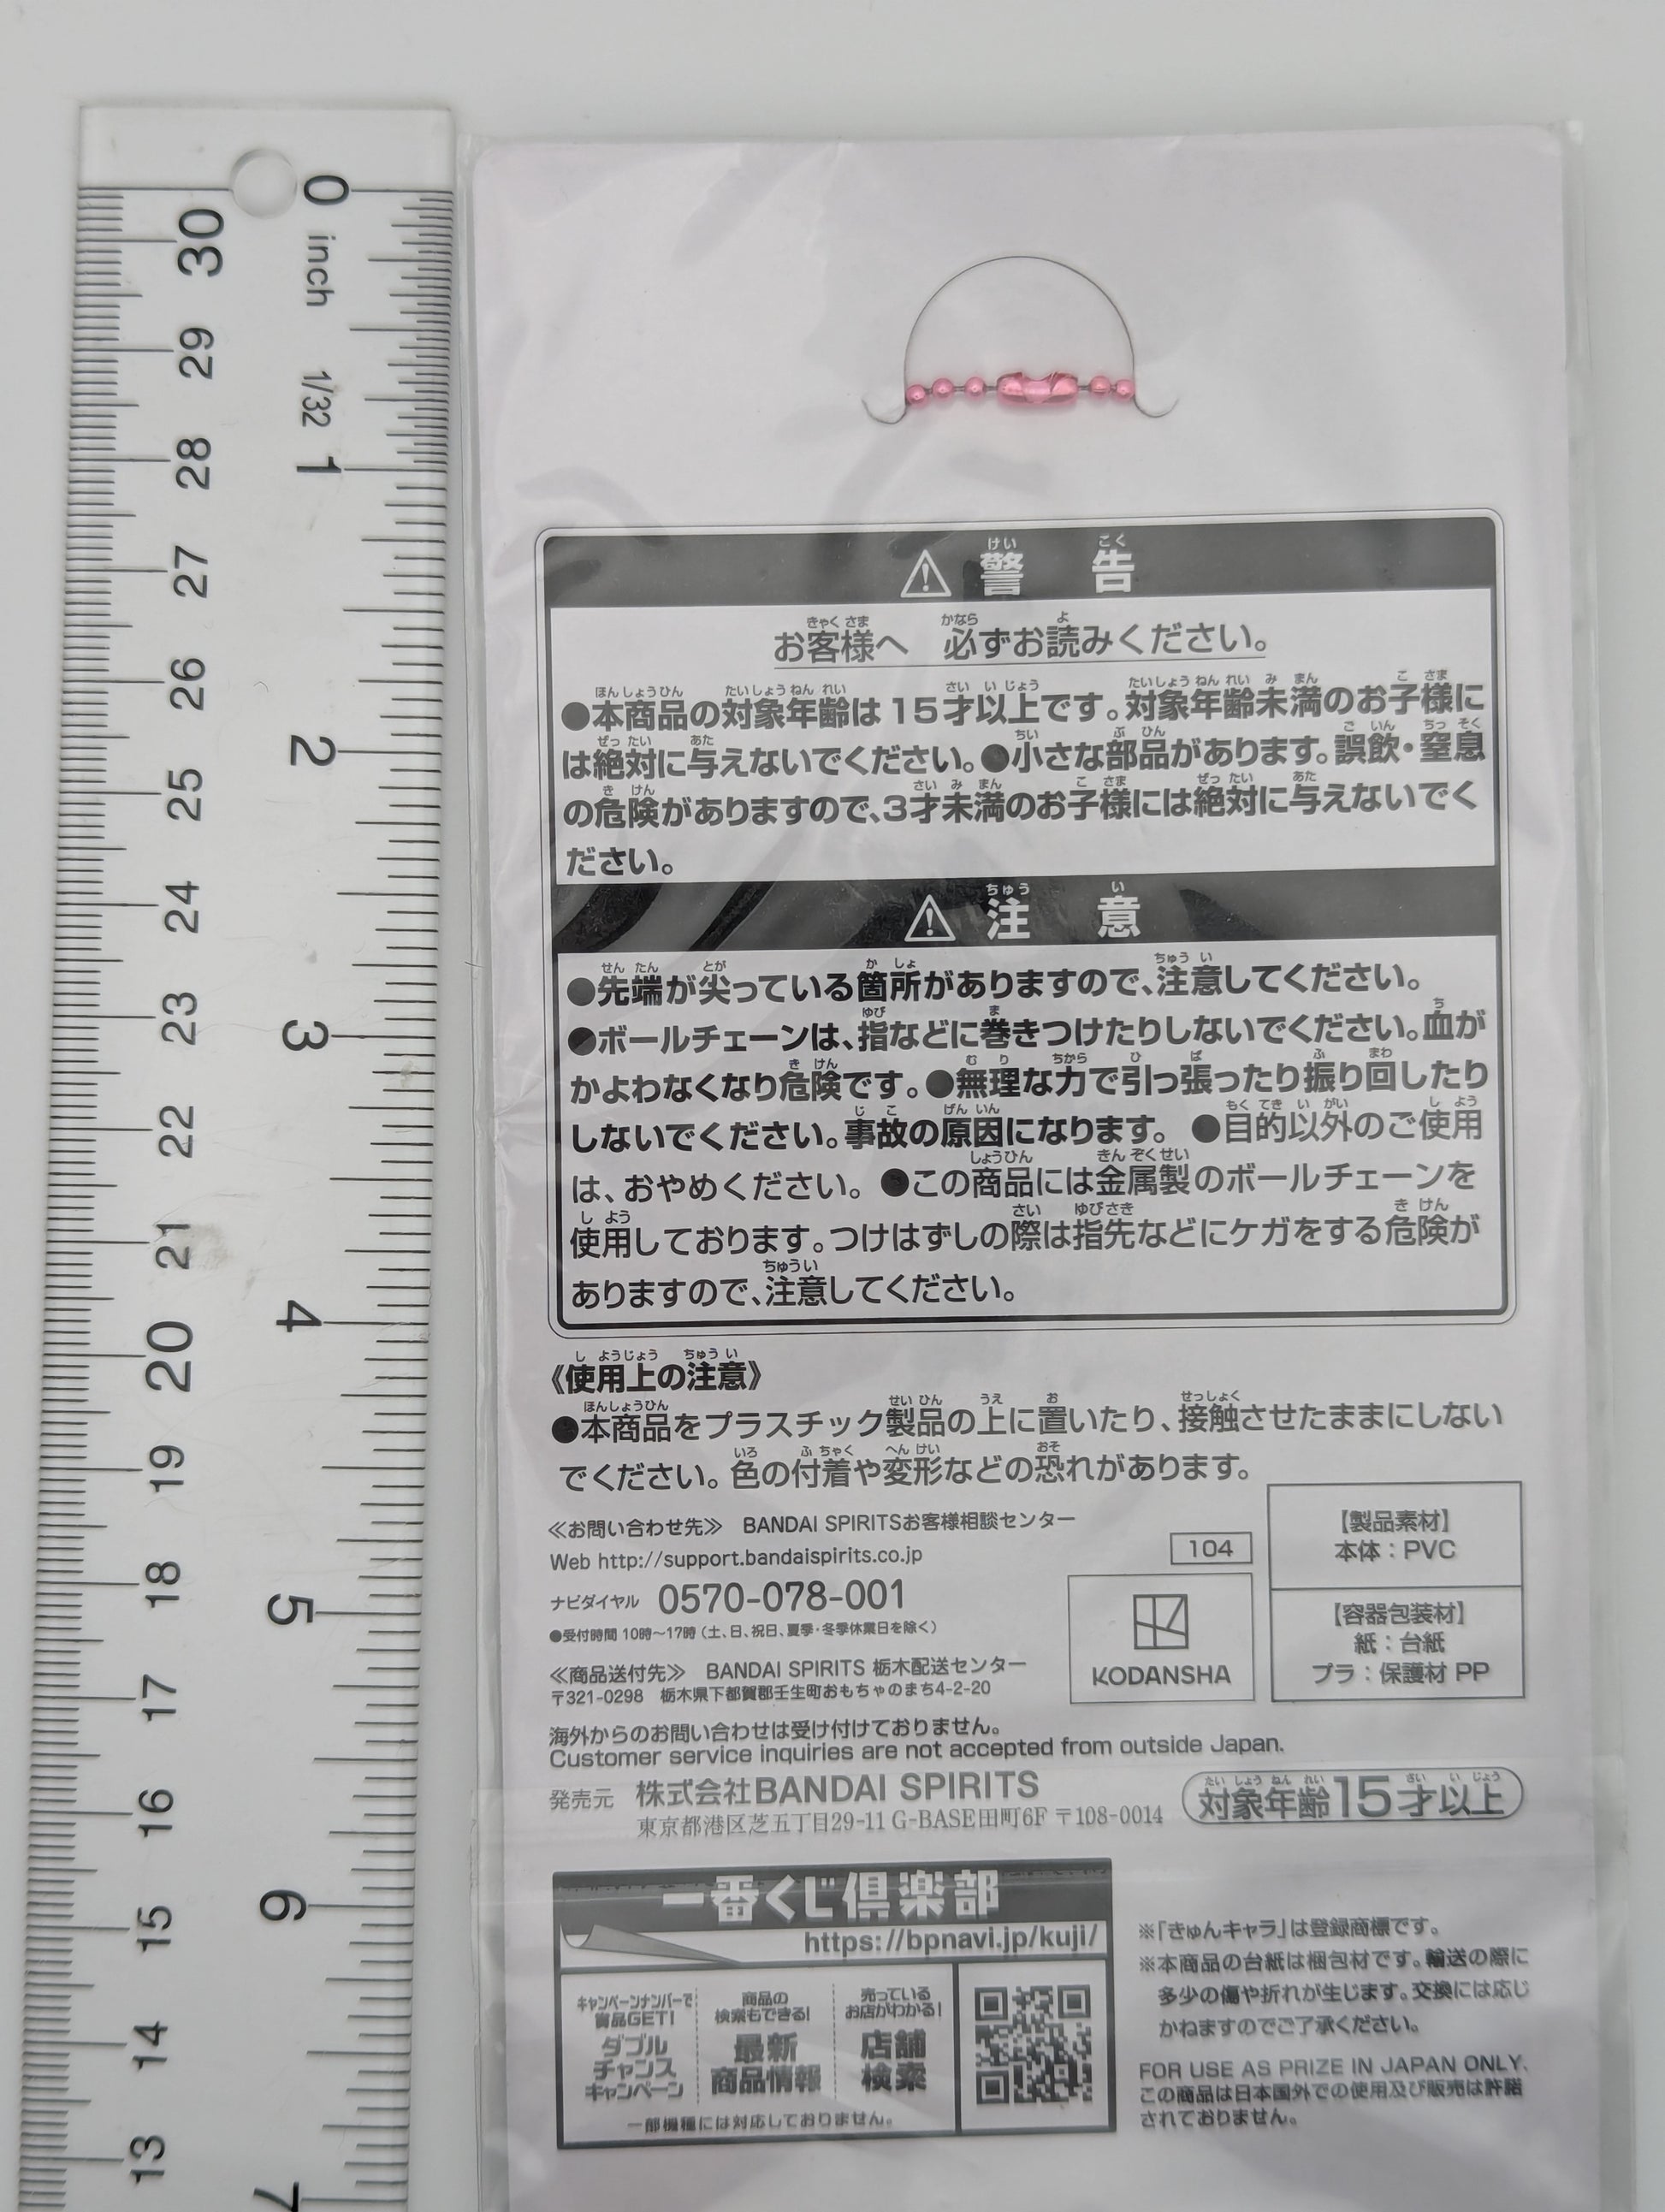 0
inch
1/32
1
2
3
4
5
6
7
30
29
28
27
26
25
24
23
22
21
20
19
18
17
16
15
14
13
警告
お客様へ 必ずお読みください。
●本商品の対象年齢は15才以上です。対象年齢未満のお子様に
は絶対に与えないでください。●小さな部品があります。誤飲・窒息
の危険がありますので、3才未満のお子様には絶対に与えないでく
ださい。
注意
●先端が尖っている箇所がありますので、注意してください。
●ボールチェーンは、指などに巻きつけたりしないでください。血が
かよわなくなり危険です。●無理な力で引っ張ったり振り回したり
しないでください。事故の原因になります。 ●目的以外のご使用
は、おやめください。●この商品には金属製のボールチェーンを
使用しております。つけはずしの際は指先などにケガをする危険が
ありますので、注意してください。
《使用上の注意》
●本商品をプラスチック製品の上に置いたり、接触させたままにしない
でください。色の付着や変形などの恐れがあります。
≪お問い合わせ先≫ BANDAI SPIRITSお客様相談センター
Web http://support.bandaispirits.co.jp
ナビダイヤル 0570-078-001
●受付時間 10時〜17時（土、日、祝日、夏季・冬季休業日を除く）
≪商品送付先≫ BANDAI SPIRITS 栃木配送センター
〒321-0298 栃木県下都賀郡壬生町おもちゃのまち4-2-20
104
KODANSHA
【製品素材】
本体：PVC
【容器包装材】
紙：台紙
プラ：保護材 PP
海外からのお問い合わせは受け付けておりません。
Customer service inquiries are not accepted from outside Japan.
発売元 株式会社BANDAI SPIRITS
東京都港区芝五丁目29-11 G-BASE田町6F 〒108-0014
対象年齢15才以上
一番くじ倶楽部
https://bpnavi.jp/kuji/
キャンペーンナンバーで
賞品GET!
ダブル
チャンス
キャンペーン
商品の
検索もできる!
最新
商品情報
売っている
お店がわかる!
店舗
検索
一部機種には対応しておりません。
※「きゅんキャラ」は登録商標です。
※本商品の台紙は梱包材です。輸送の際に
多少の傷や折れが生じます。交換には応じ
かねますのでご了承ください。
FOR USE AS PRIZE IN JAPAN ONLY.
この商品は日本国外での使用及び販売は許諾
されておりません。